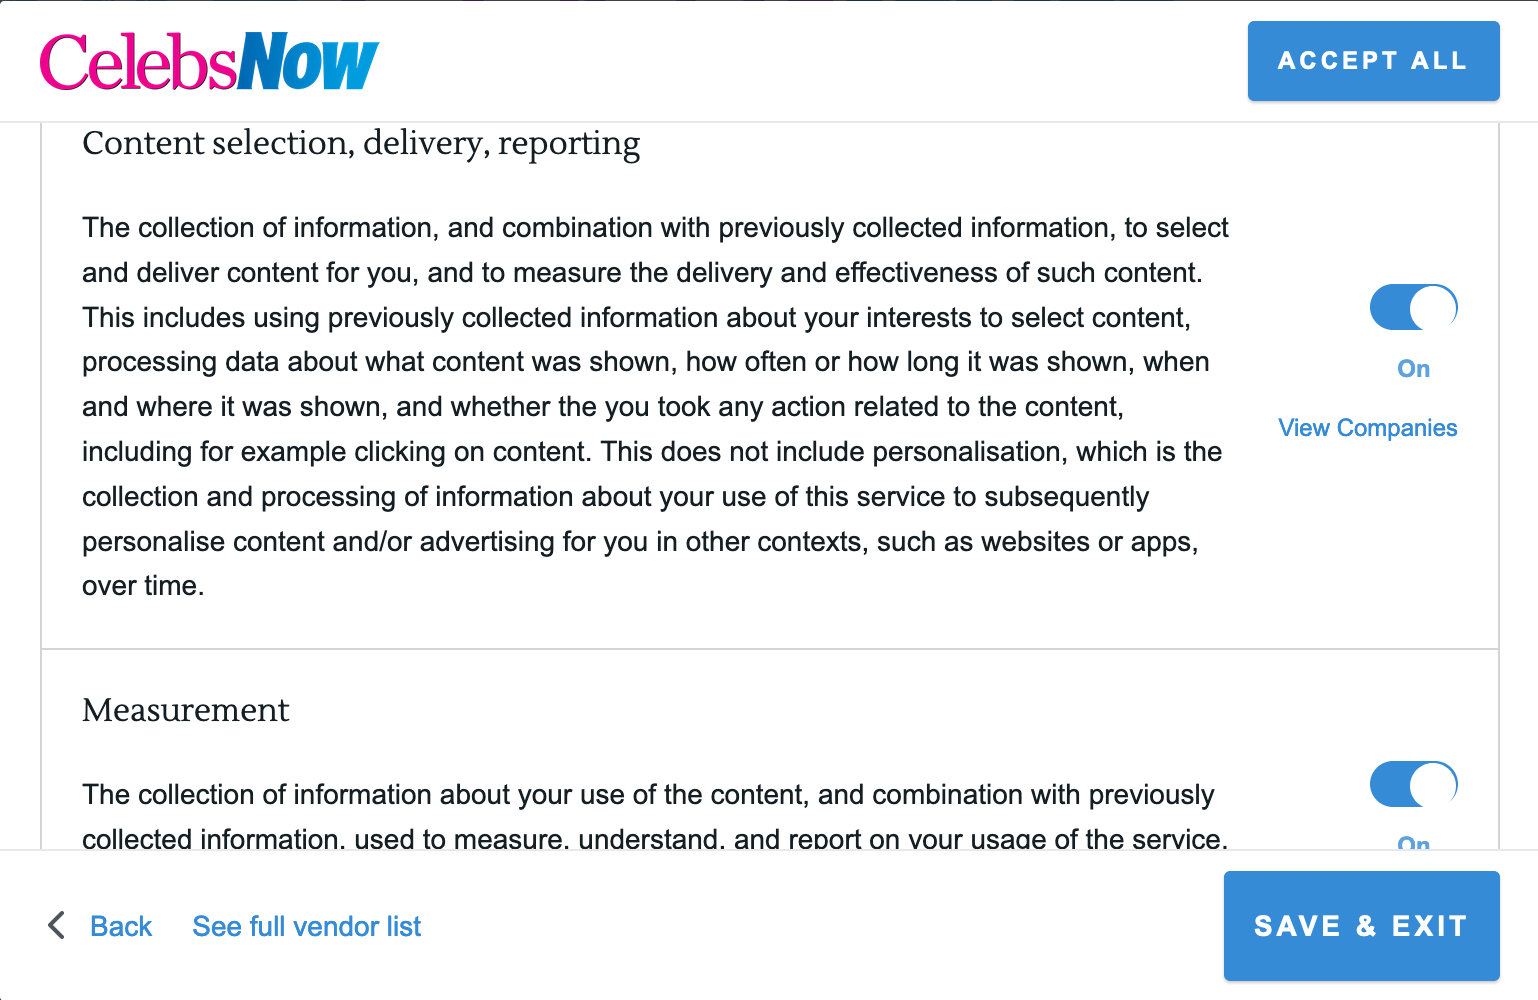 CelebsNow
ACCEPT ALL
Content selection, delivery, reporting
The collection of information, and combination with previously collected information, to select
and deliver content for you, and to measure the delivery and effectiveness of such content.
This includes using previously collected information about your interests to select content,
processing data about what content was shown, how often or how long it was shown, when
and where it was shown, and whether the you took any action related to the content,
including for example clicking on content. This does not include personalisation, which is the
collection and processing of information about your use of this service to subsequently
personalise content and/or advertising for you in other contexts, such as websites or apps,
over time.
On
View Companies
Measurement
The collection of information about your use of the content, and combination with previously
collected information, used to measure, understand, and report on your usage of the service.
On
Back
See full vendor list
SAVE & EXIT